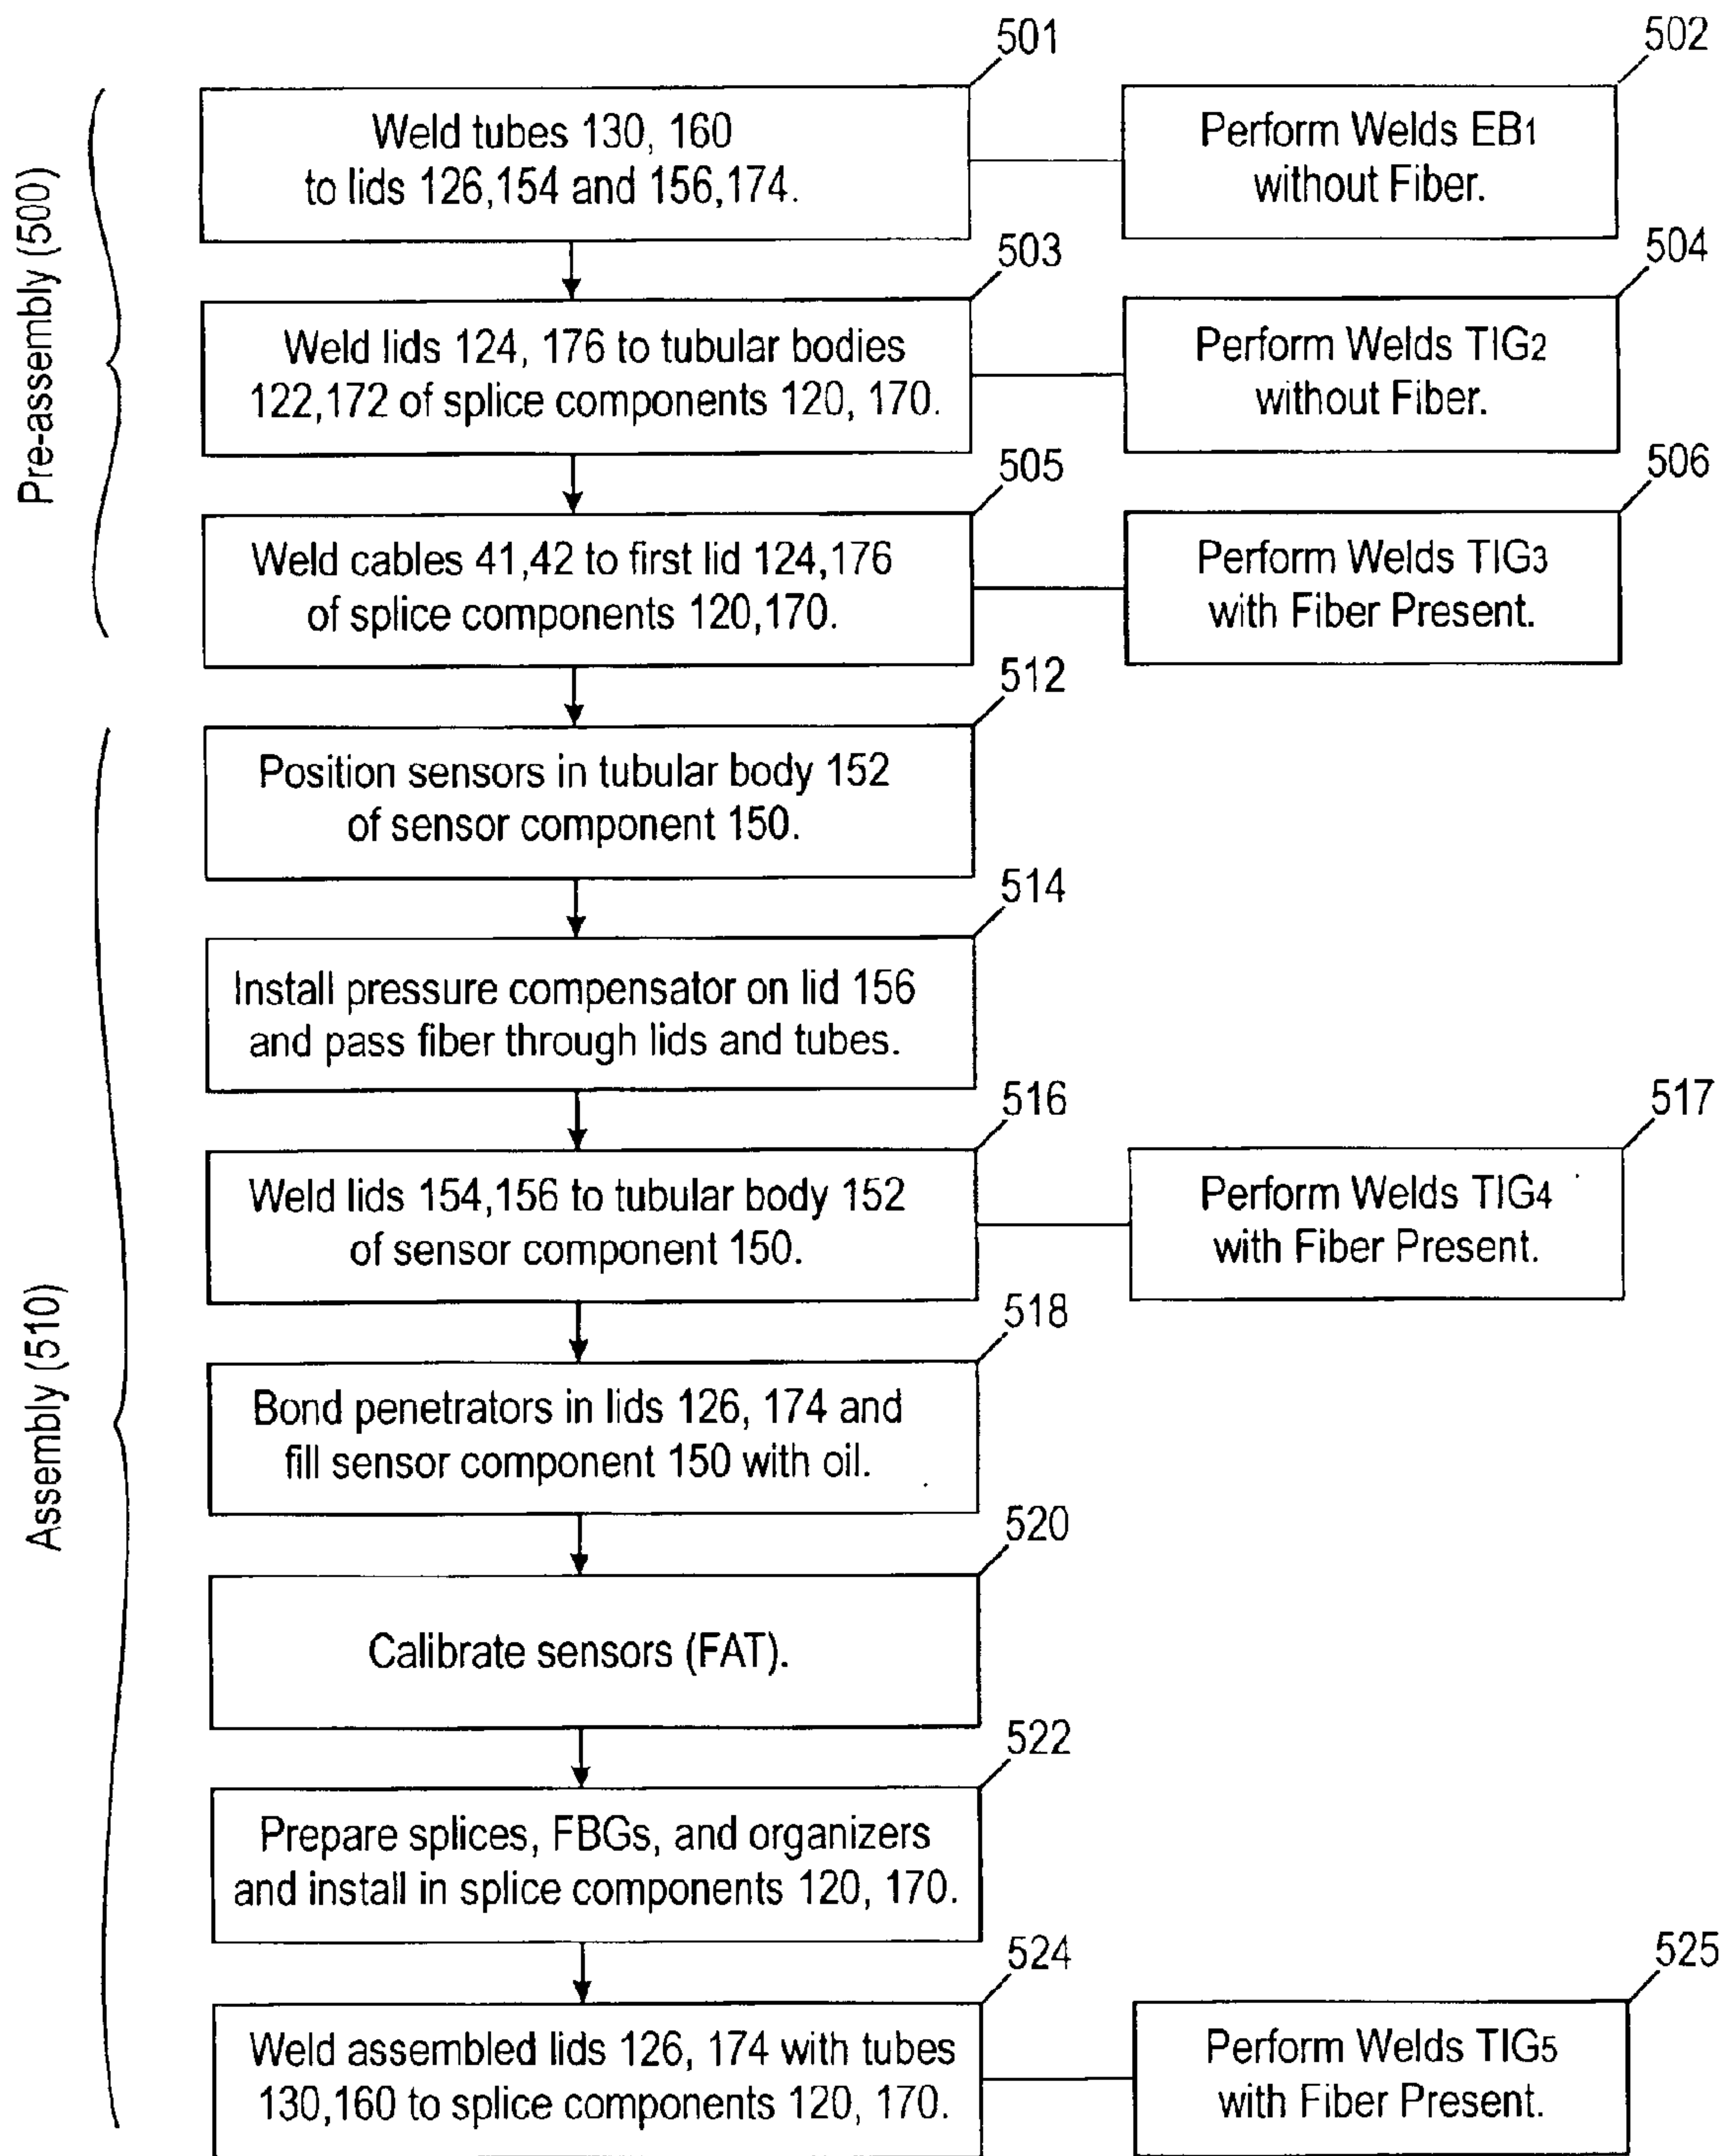 501
502
Weld tubes 130, 160
to lids 126,154 and 156,174.
Perform Welds EB1
without Fiber.
Pre-assembly (500)
503
504
Weld lids 124, 176 to tubular bodies
122,172 of splice components 120, 170.
Perform Welds TIG2
without Fiber.
505
506
Weld cables 41,42 to first lid 124,176
of splice components 120,170.
Perform Welds TIG3
with Fiber Present.
512
Position sensors in tubular body 152
of sensor component 150.
514
Install pressure compensator on lid 156
and pass fiber through lids and tubes.
516
517
Weld lids 154,156 to tubular body 152
of sensor component 150.
Perform Welds TIG4
with Fiber Present.
Assembly (510)
518
Bond penetrators in lids 126, 174 and
fill sensor component 150 with oil.
520
Calibrate sensors (FAT).
522
Prepare splices, FBGs, and organizers
and install in splice components 120, 170.
524
525
Weld assembled lids 126, 174 with tubes
130,160 to splice components 120, 170.
Perform Welds TIG5
with Fiber Present.